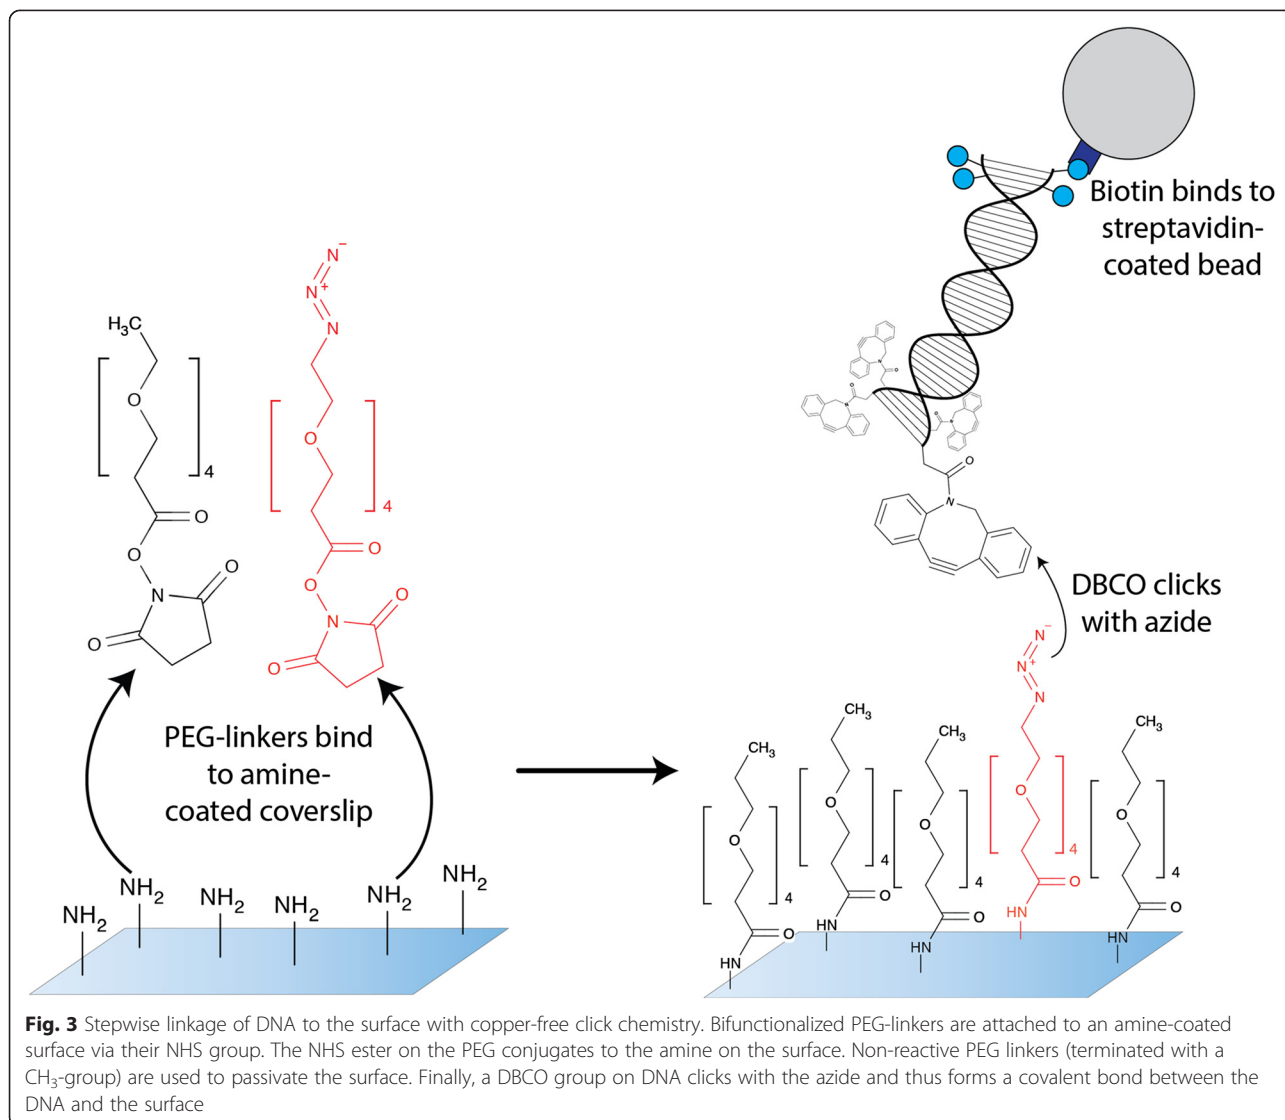 Biotin binds to
streptavidin-
coated bead
N⁻
N⁺
N
H₃C
O
4
O
O
N
O
O
O
4
O
O
N
O
O
PEG-linkers bind
to amine-
coated coverslip
NH₂
NH₂
NH₂
NH₂
NH₂
NH₂
N
O
N
O
N
O
O
N
DBCO clicks
with azide
N⁻
N⁺
N
CH₃
O
4
O
HN
CH₃
O
4
O
HN
CH₃
O
4
O
HN
O
4
O
HN
CH₃
O
4
O
HN
Fig. 3 Stepwise linkage of DNA to the surface with copper-free click chemistry. Bifunctionalized PEG-linkers are attached to an amine-coated
surface via their NHS group. The NHS ester on the PEG conjugates to the amine on the surface. Non-reactive PEG linkers (terminated with a
CH₃-group) are used to passivate the surface. Finally, a DBCO group on DNA clicks with the azide and thus forms a covalent bond between the
DNA and the surface